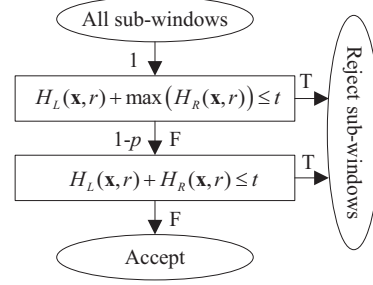 All sub-windows
1
H_L(x,r)+max(H_R(x,r))≤t
T
1-p F
H_L(x,r)+H_R(x,r)≤t
T
F
Accept
Reject sub-windows